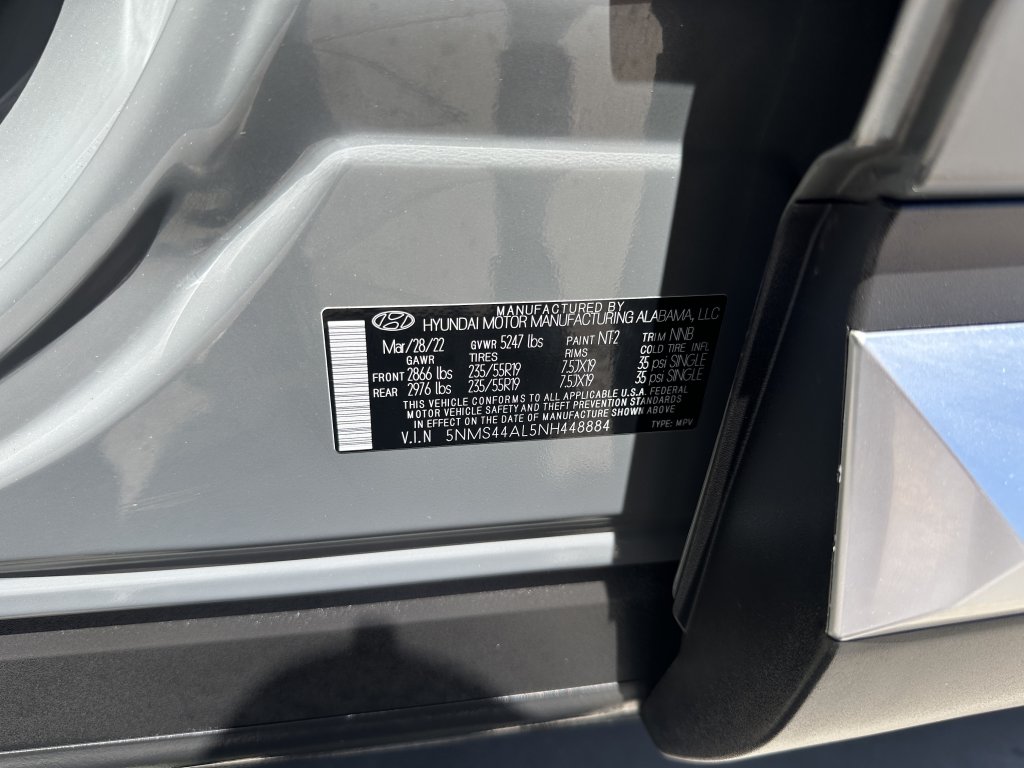 MANUFACTURED BY
HYUNDAI MOTOR MANUFACTURING ALABAMA, LLC
Mar/28/22 GVWR 5247 lbs PAINT NT2 TRIM NNB
GAWR TIRES RIMS COLD TIRE INFL
FRONT 2866 lbs 235/55R19 7.5JX19 35 psi SINGLE
REAR 2976 lbs 235/55R19 7.5JX19 35 psi SINGLE
THIS VEHICLE CONFORMS TO ALL APPLICABLE U.S.A. FEDERAL
MOTOR VEHICLE SAFETY AND THEFT PREVENTION STANDARDS
IN EFFECT ON THE DATE OF MANUFACTURE SHOWN ABOVE
V.I.N 5NMS44AL5NH448884 TYPE: MPV